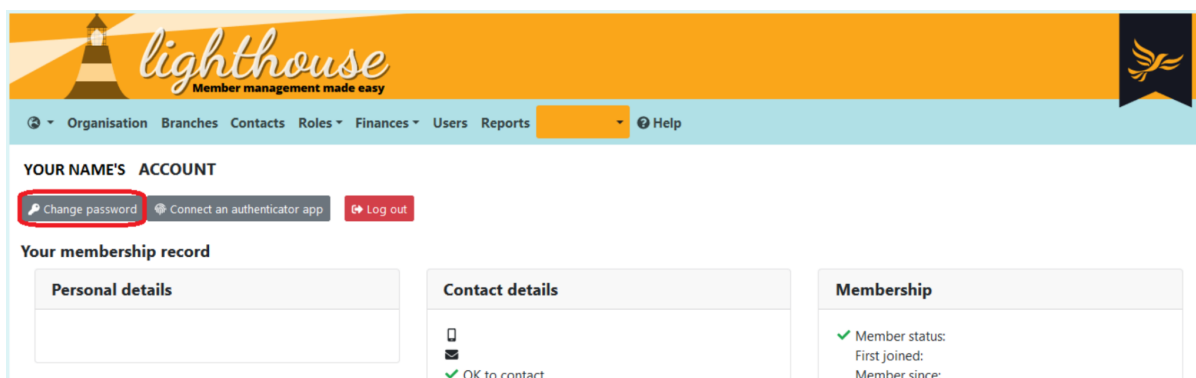 lighthouse
Member management made easy
Organisation Branches Contacts Roles Finances Users Reports Help
YOUR NAME'S ACCOUNT
Change password Connect an authenticator app Log out
Your membership record
Personal details Contact details Membership
Member status:
First joined:
OK to contact Member since: